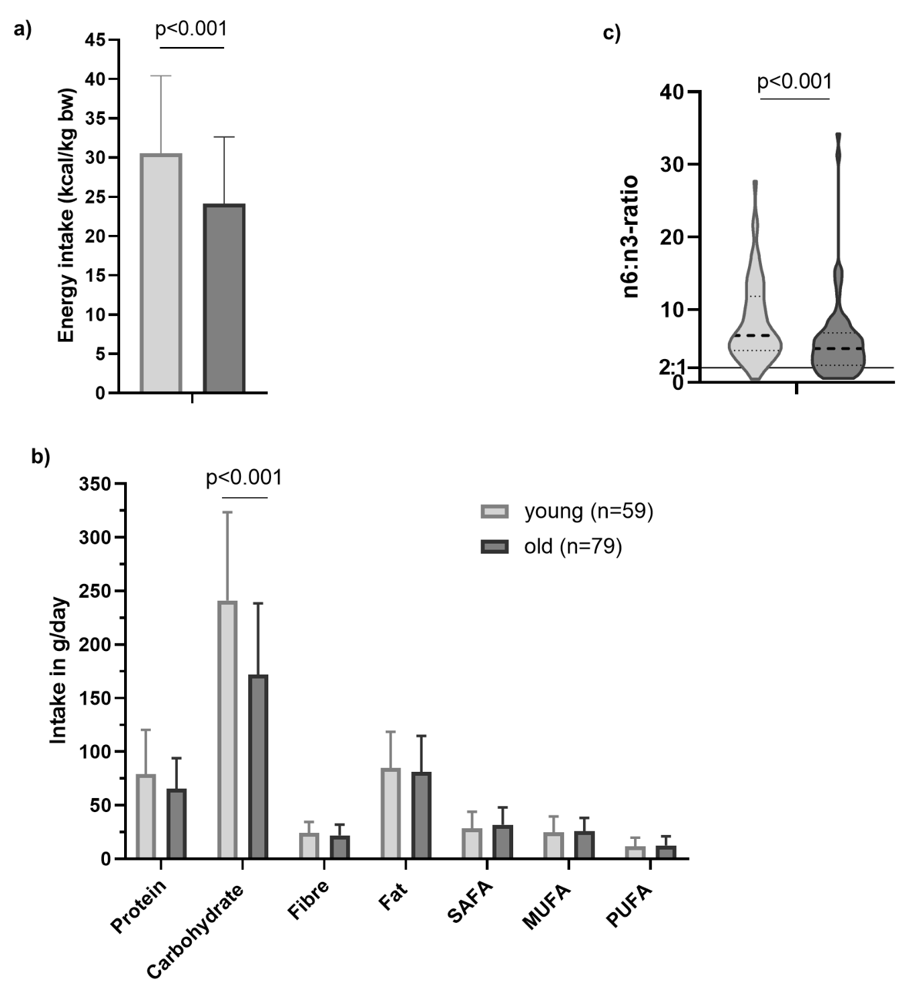 a)
p<0.001
45
40
35
30
25
20
15
10
5
0
Energy intake (kcal/kg bw)
c)
p<0.001
40
30
20
10
2:1
0
n6:n3-ratio
b)
p<0.001
350
300
250
200
150
100
50
0
Intake in g/day
young (n=59)
old (n=79)
Protein
Carbohydrate
Fibre
Fat
SAFA
MUFA
PUFA